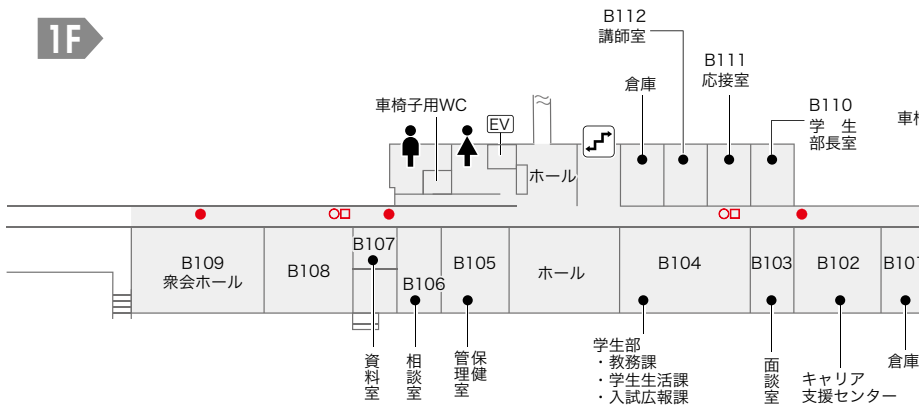 1F
B112
講師室
B111
応接室
倉庫
B110
学 生
部長室
車椅子用WC
EV
ホール
B109
衆会ホール
B108
B107
B106
B105
ホール
B104
B103
B102
B101
資料室
相談室
保健
管理室
学生部
・教務課
・学生生活課
・入試広報課
面談室
キャリア
支援センター
倉庫